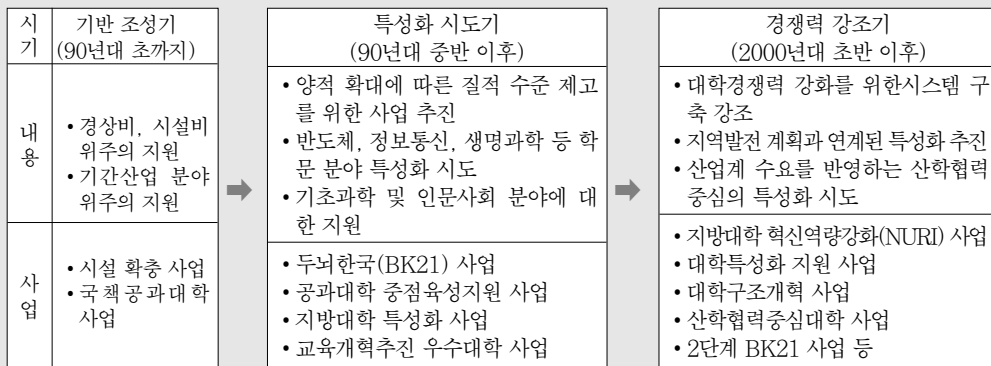 시기
기반 조성기
(90년대 초까지)
내용
• 경상비, 시설비
위주의 지원
• 기간산업 분야
위주의 지원
사업
• 시설 확충 사업
• 국책공과대학
사업
특성화 시도기
(90년대 중반 이후)
• 양적 확대에 따른 질적 수준 제고
를 위한 사업 추진
• 반도체, 정보통신, 생명과학 등 학
문 분야 특성화 시도
• 기초과학 및 인문사회 분야에 대
한 지원
• 두뇌한국(BK21) 사업
• 공과대학 중점육성지원 사업
• 지방대학 특성화 사업
• 교육개혁추진 우수대학 사업
경쟁력 강조기
(2000년대 초반 이후)
• 대학경쟁력 강화를 위한시스템 구
축 강조
• 지역발전 계획과 연계된 특성화 추진
• 산업계 수요를 반영하는 산학협력
중심의 특성화 시도
• 지방대학 혁신역량강화(NURI) 사업
• 대학특성화 지원 사업
• 대학구조개혁 사업
• 산학협력중심대학 사업
• 2단계 BK21 사업 등